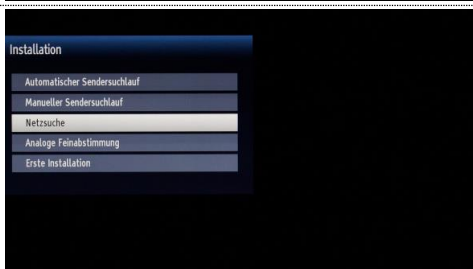 Installation
Automatischer Sendersuchlauf
Manueller Sendersuchlauf
Netzsuche
Analoge Feinabstimmung
Erste Installation